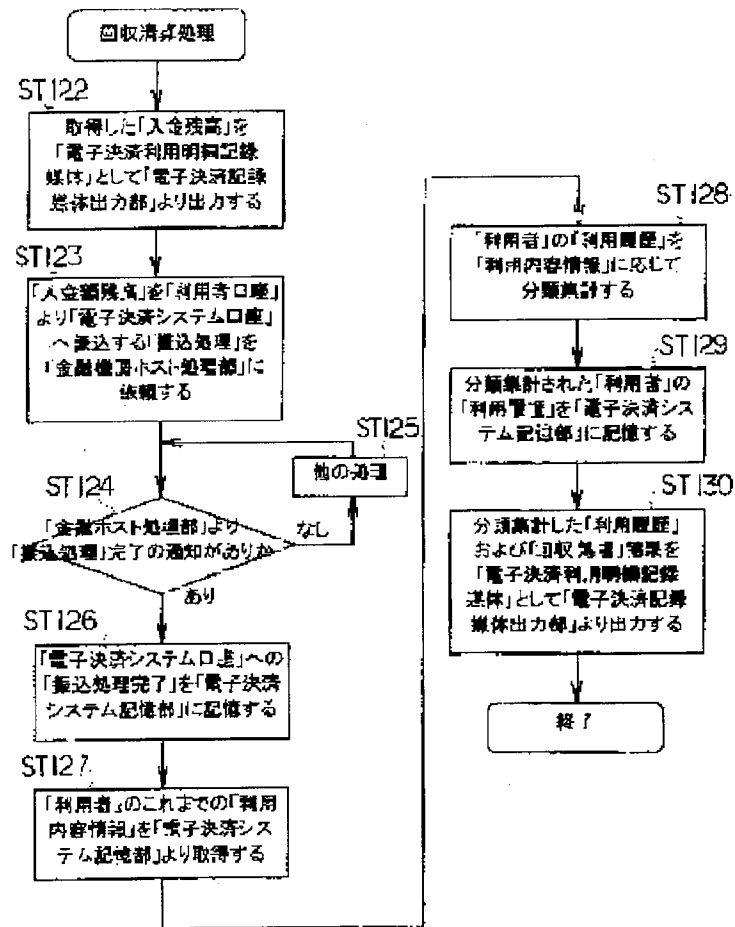 回収清算処理
ST122
取得した「入金残高」を
「電子決済利用明細記録
媒体」として「電子決済記録
媒体出力部」より出力する
ST123
「入金額残高」を「利用者口座」
より「電子決済システム口座」
へ振込する「振込処理」を
「金融機関ホスト処理部」に
依頼する
ST125
他の処理
ST124
「金融ホスト処理部」より
「振込処理」完了の通知がありか
なし
あり
ST126
「電子決済システム口座」への
「振込処理完了」を「電子決済
システム記憶部」に記憶する
ST127
「利用者」のこれまでの「利用
内容情報」を「電子決済シス
テム記憶部」より取得する
ST128
「利用者」の「利用履歴」を
「利用内容情報」に応じて
分類集計する
ST129
分類集計された「利用者」の
「利用履歴」を「電子決済シス
テム記憶部」に記憶する
ST130
分類集計した「利用履歴」
および「回収処理」結果を
「電子決済利用明細記録
媒体」として「電子決済記録
媒体出力部」より出力する
終了